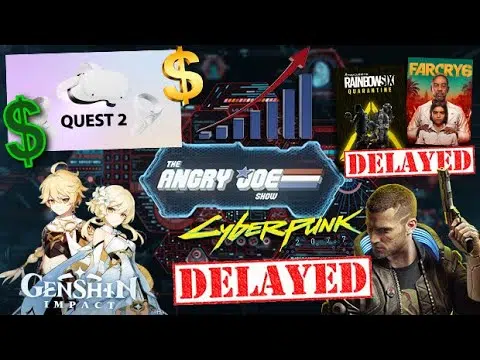 $
$
QUEST 2
RAINBOW SIX
QUARANTINE
FARCRY6
DELAYED
THE
ANGRY JOE
SHOW
CYBERPUNK
2077
DELAYED
GENSHIN
IMPACT